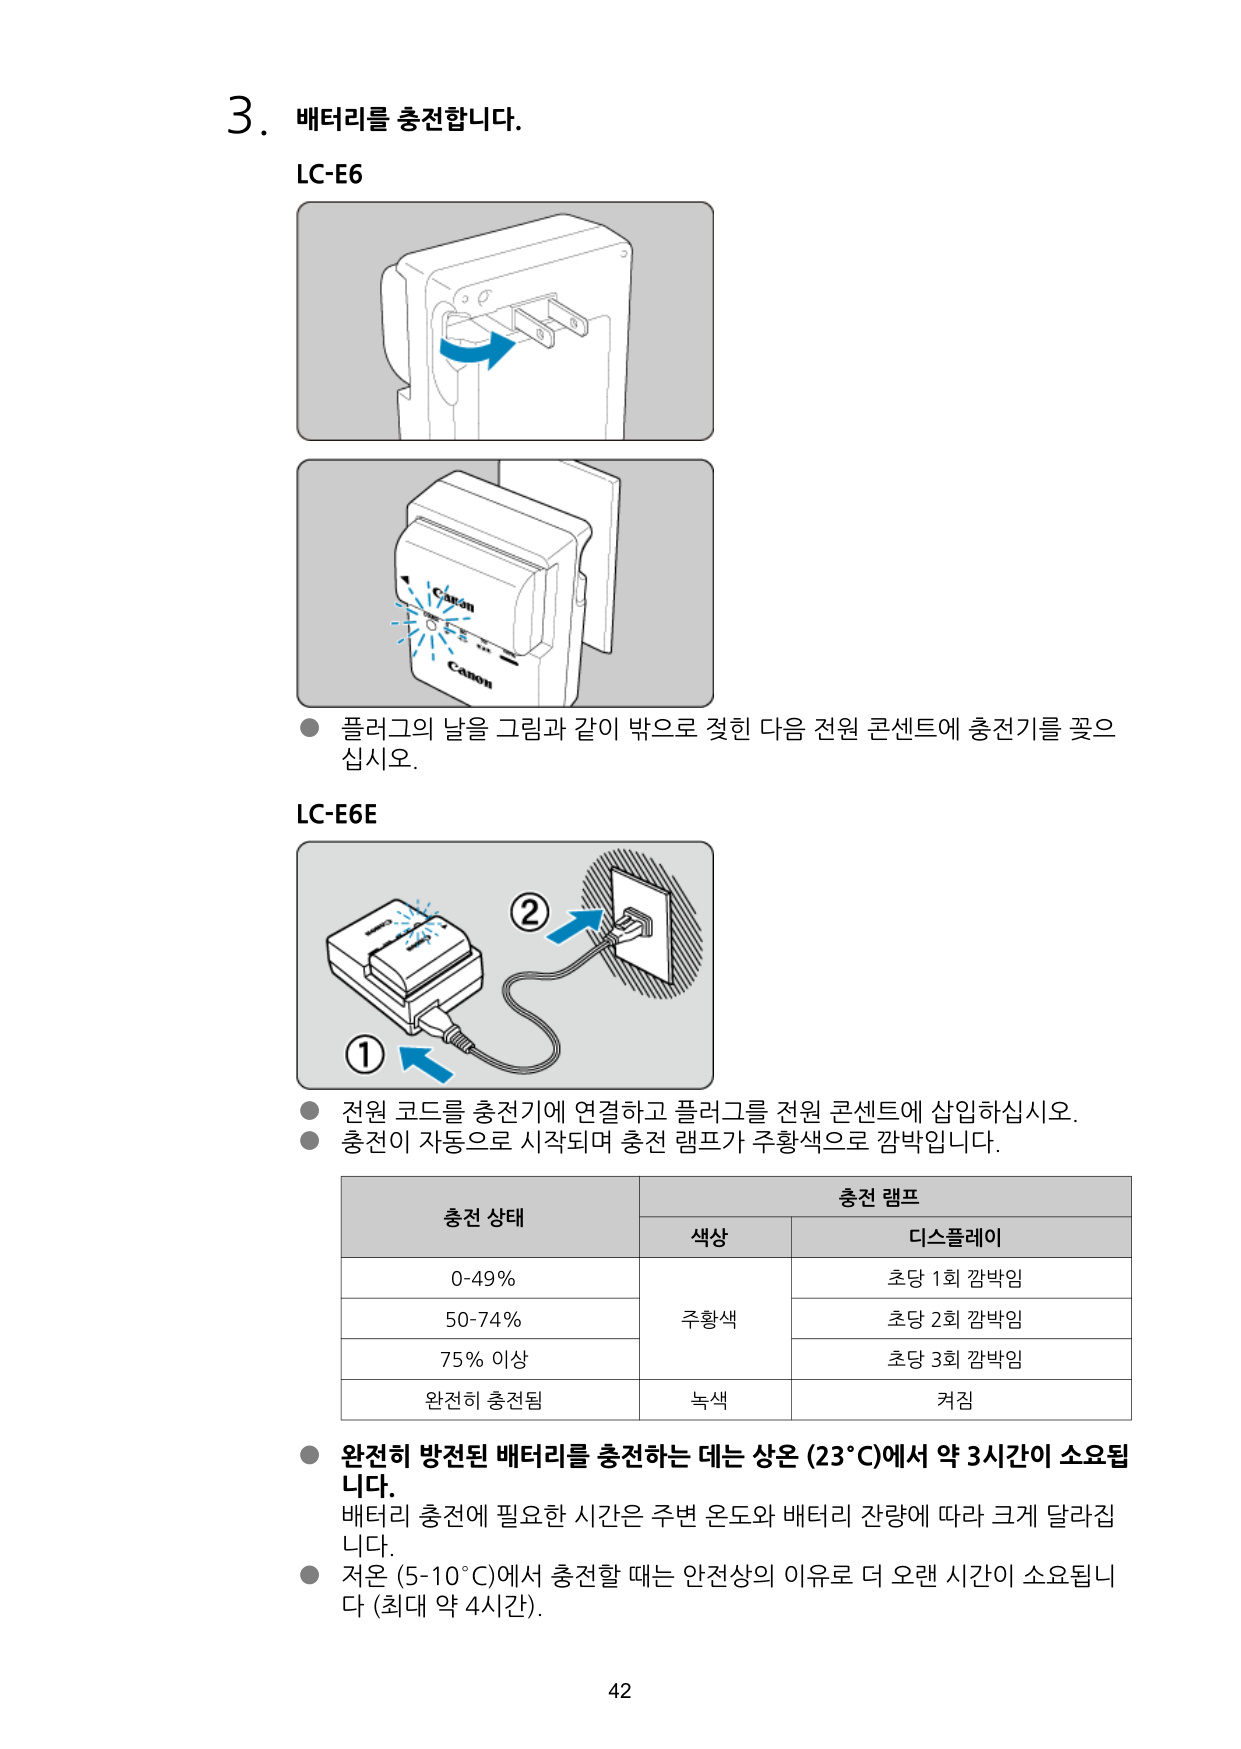 3. 배터리를 충전합니다.
LC-E6
Canon
Canon
● 플러그의 날을 그림과 같이 밖으로 젖힌 다음 전원 콘센트에 충전기를 꽂으
십시오.
LC-E6E
Canon
Canon
②
①
● 전원 코드를 충전기에 연결하고 플러그를 전원 콘센트에 삽입하십시오.
● 충전이 자동으로 시작되며 충전 램프가 주황색으로 깜박입니다.
충전 상태 충전 램프
색상 디스플레이
0-49% 초당 1회 깜박임
50-74% 주황색 초당 2회 깜박임
75% 이상 초당 3회 깜박임
완전히 충전됨 녹색 켜짐
● 완전히 방전된 배터리를 충전하는 데는 상온 (23°C)에서 약 3시간이 소요됩
니다.
배터리 충전에 필요한 시간은 주변 온도와 배터리 잔량에 따라 크게 달라집
니다.
● 저온 (5-10°C)에서 충전할 때는 안전상의 이유로 더 오랜 시간이 소요됩니
다 (최대 약 4시간).
42